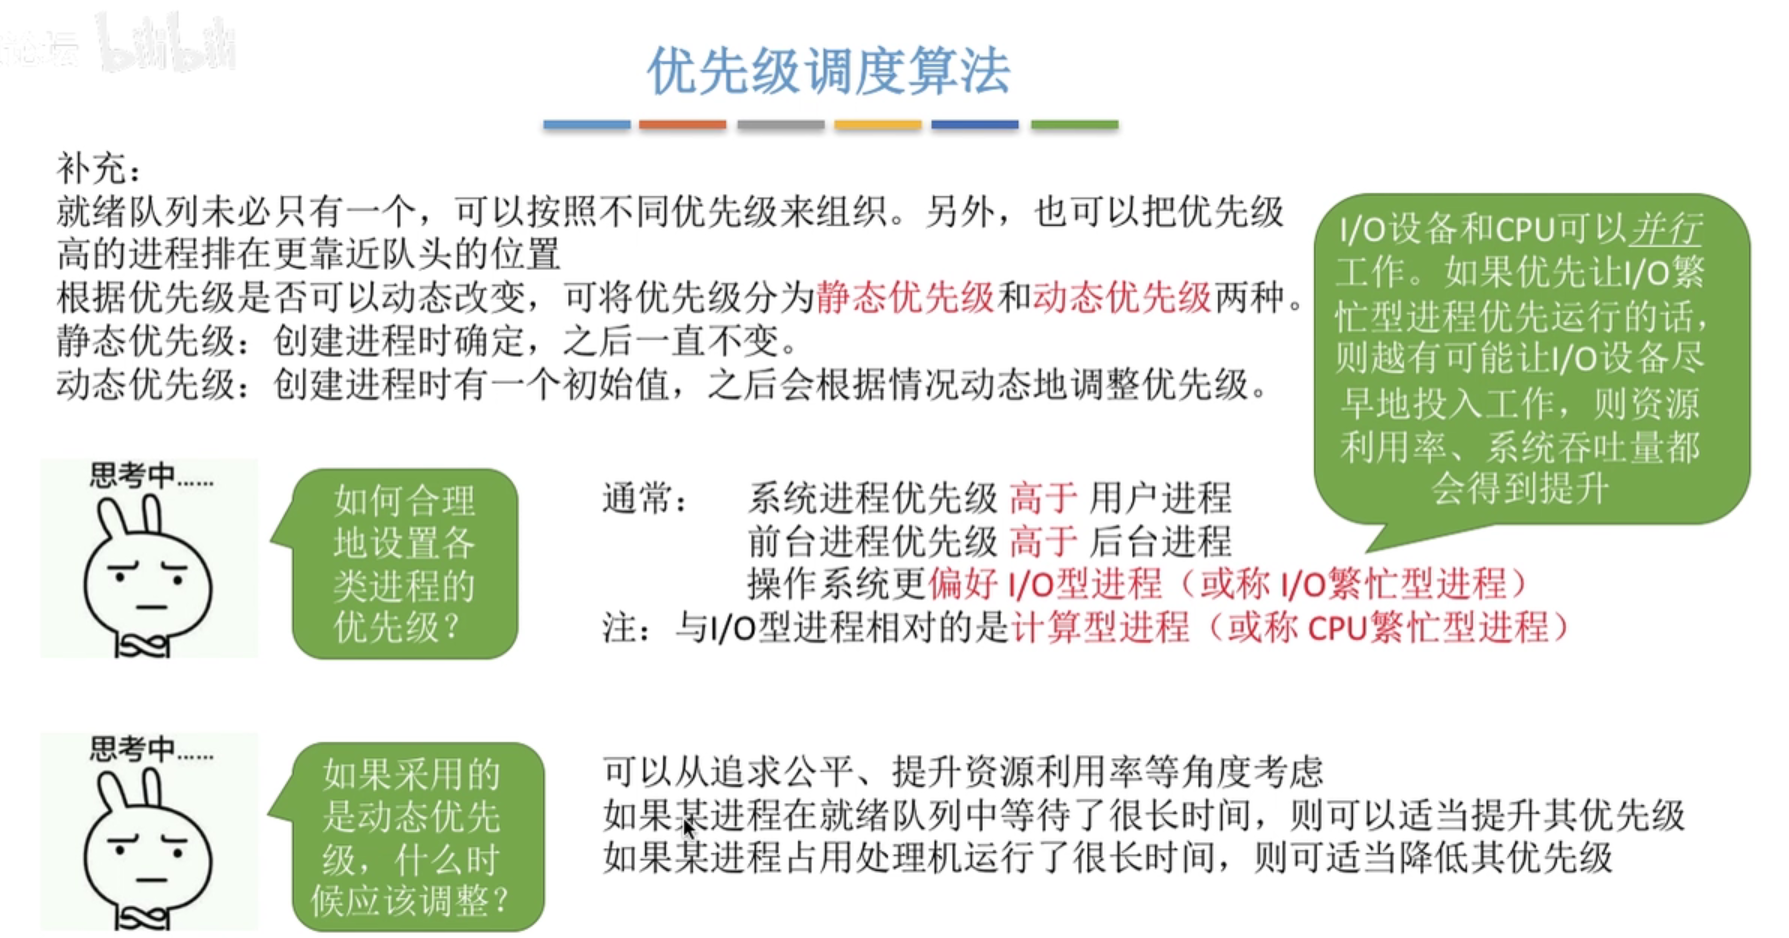 论坛 bilibili
优先级调度算法
补充：
就绪队列未必只有一个，可以按照不同优先级来组织。另外，也可以把优先级
高的进程排在更靠近队头的位置
根据优先级是否可以动态改变，可将优先级分为静态优先级和动态优先级两种。
静态优先级：创建进程时确定，之后一直不变。
动态优先级：创建进程时有一个初始值，之后会根据情况动态地调整优先级。
I/O设备和CPU可以并行
工作。如果优先让I/O繁
忙型进程优先运行的话，
则越有可能让I/O设备尽
早地投入工作，则资源
利用率、系统吞吐量都
会得到提升
思考中……
如何合理
地设置各
类进程的
优先级？
通常： 系统进程优先级 高于 用户进程
前台进程优先级 高于 后台进程
操作系统更偏好 I/O型进程（或称 I/O繁忙型进程）
注：与I/O型进程相对的是计算型进程（或称 CPU繁忙型进程）
思考中……
如果采用的
是动态优先
级，什么时
候应该调整？
可以从追求公平、提升资源利用率等角度考虑
如果某进程在就绪队列中等待了很长时间，则可以适当提升其优先级
如果某进程占用处理机运行了很长时间，则可适当降低其优先级